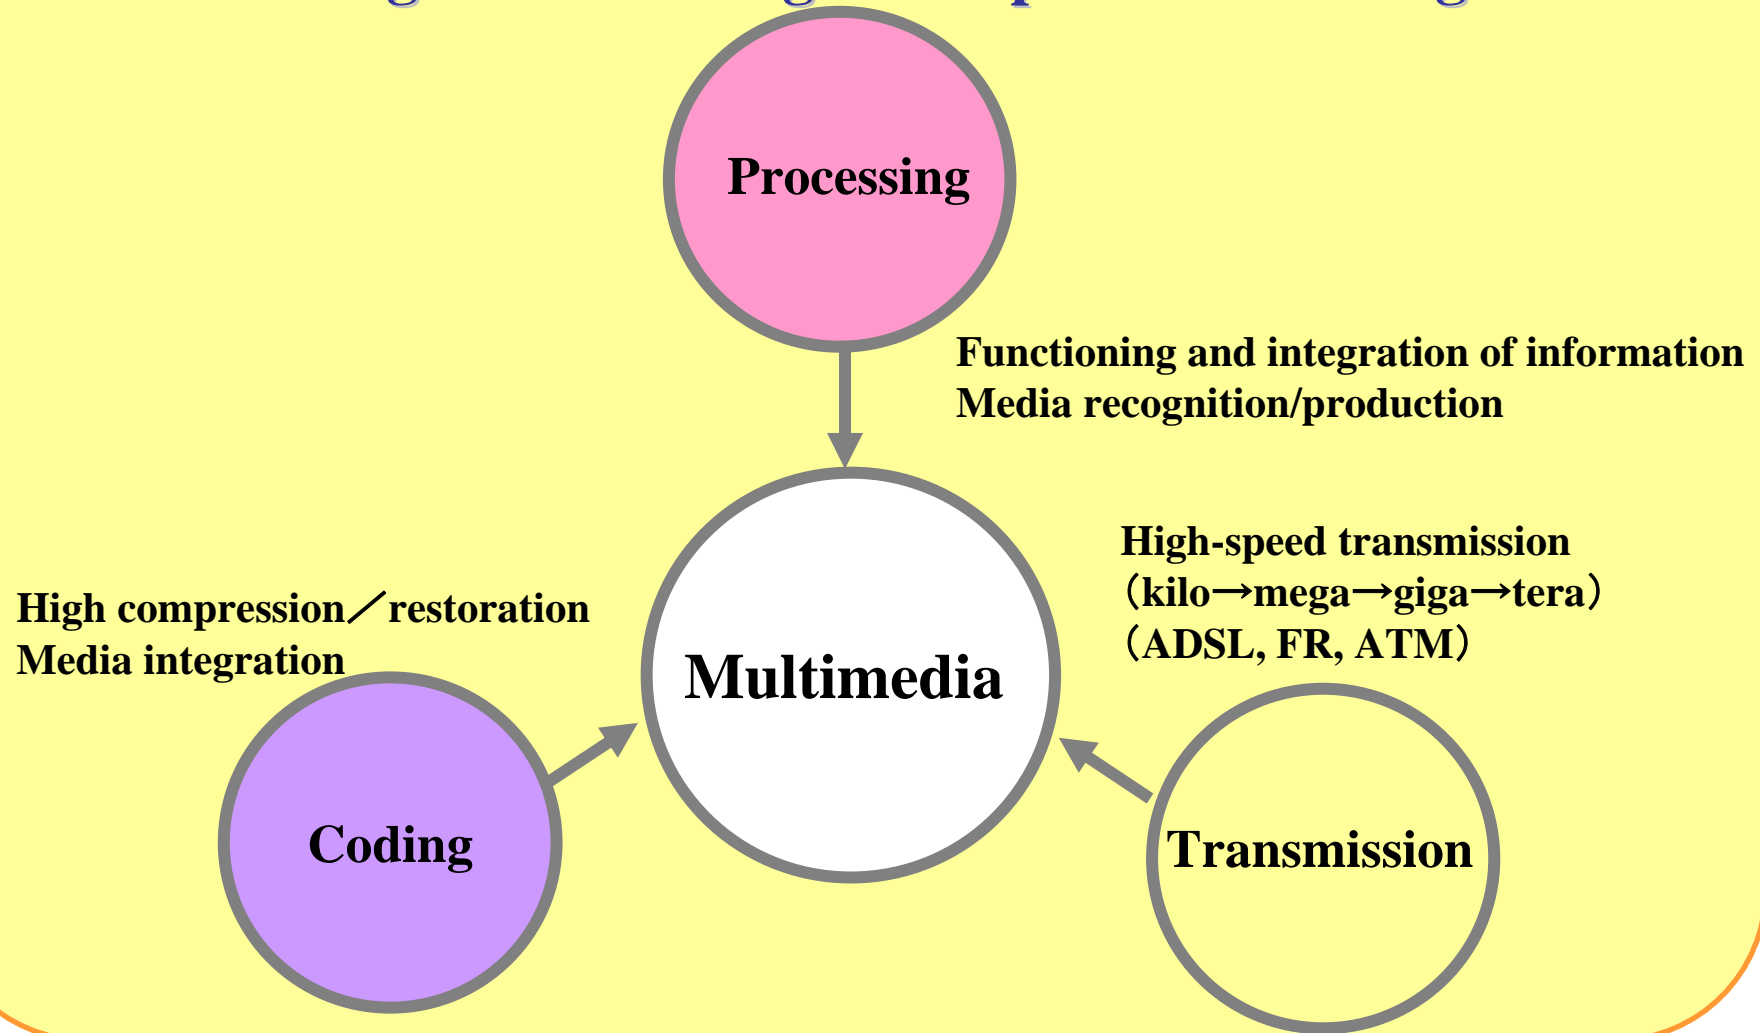 Processing
Functioning and integration of information
Media recognition/production
High-speed transmission
（kilo→mega→giga→tera）
（ADSL, FR, ATM）
High compression／restoration
Media integration
Multimedia
Coding
Transmission